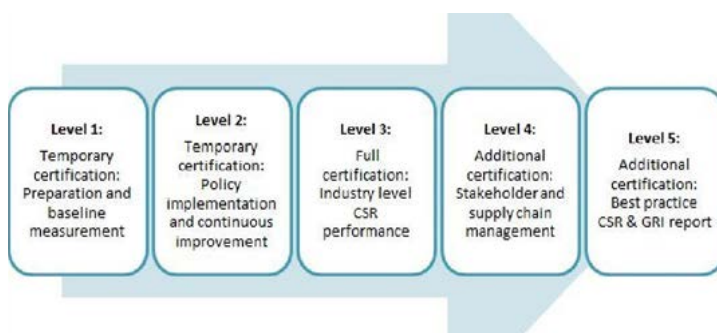 Level 1:
Temporary
certification:
Preparation and
baseline
measurement
Level 2:
Temporary
certification:
Policy
implementation
and continuous
improvement
Level 3:
Full
certification:
Industry level
CSR
performance
Level 4:
Additional
certification:
Stakeholder and
supply chain
management
Level 5:
Additional
certification:
Best practice
CSR & GRI report